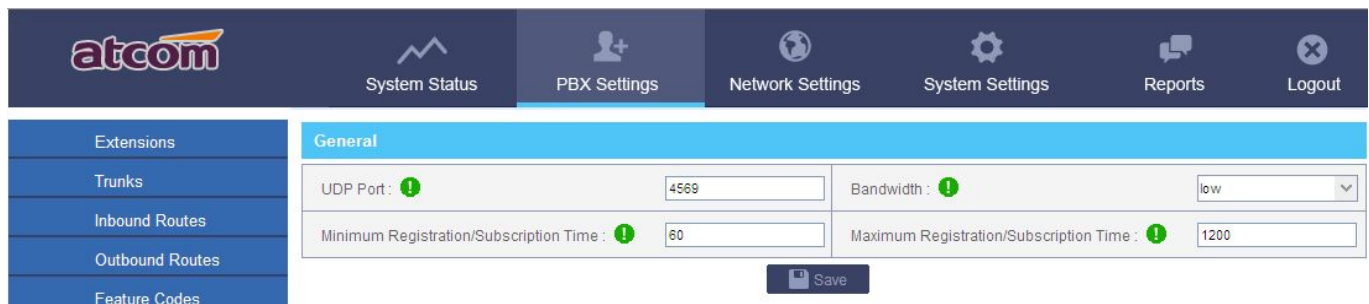 atcom
System Status
PBX Settings
Network Settings
System Settings
Reports
Logout
Extensions
Trunks
Inbound Routes
Outbound Routes
Feature Codes
General
UDP Port : 4569
Bandwidth : low
Minimum Registration/Subscription Time : 60
Maximum Registration/Subscription Time : 1200
Save